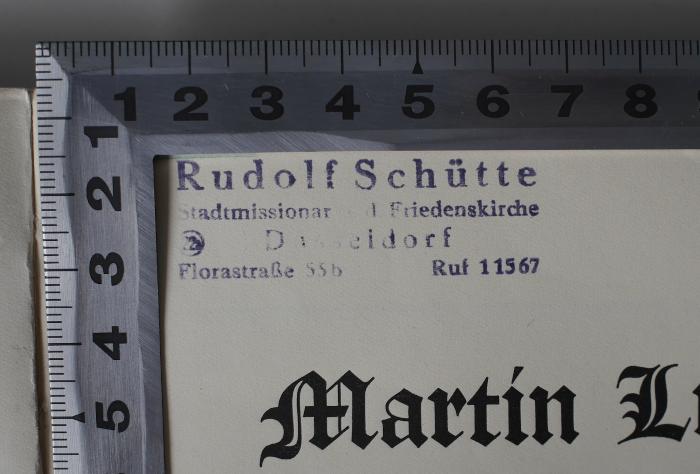 1 2 3 4 5 6 7 8
1
2
3
4
5
Rudolf Schütte
Stadtmissionar d. Friedenskirche
Düsseldorf
Florastraße 55b Ruf 11567
Martin